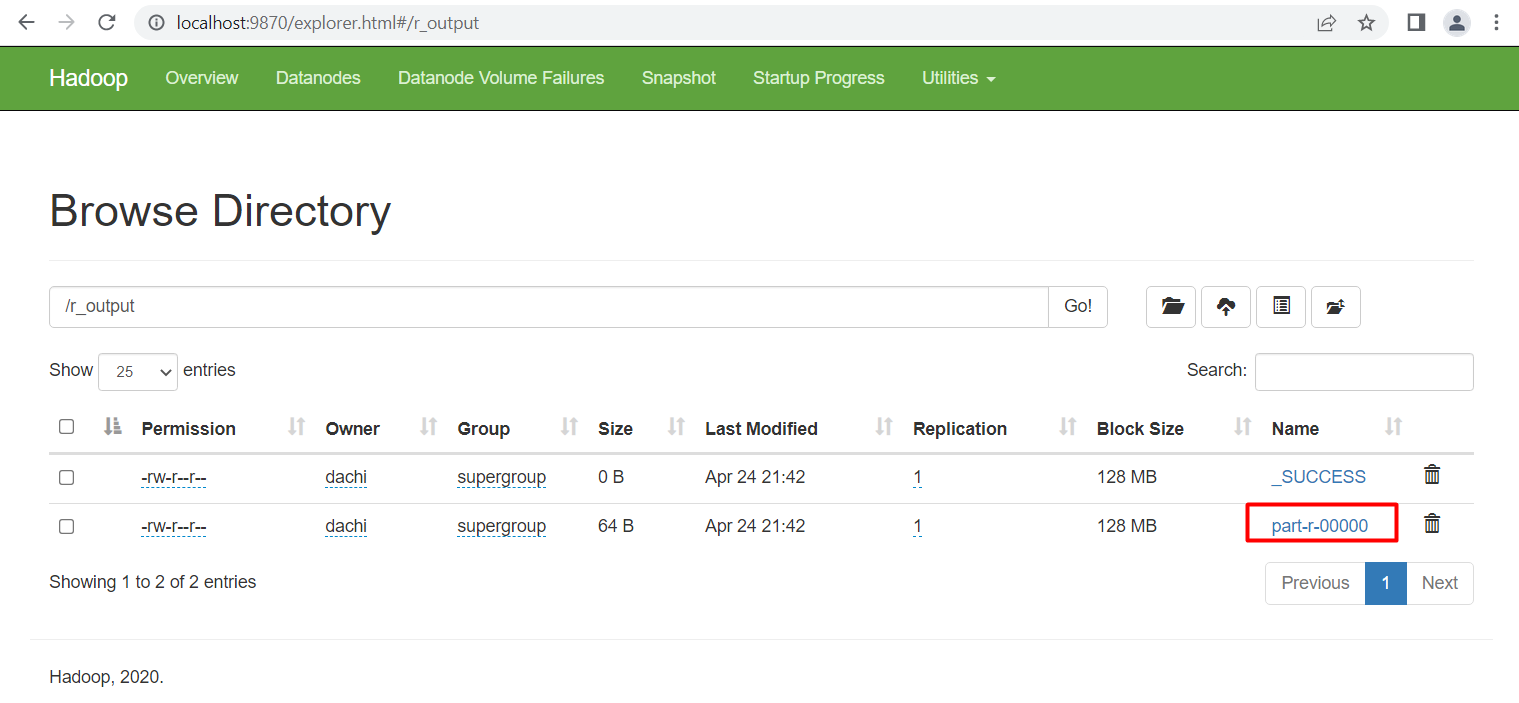 localhost:9870/explorer.html#/r_output
Hadoop Overview Datanodes Datanode Volume Failures Snapshot Startup Progress Utilities
Browse Directory
/r_output Go!
Show 25 entries Search:
Permission Owner Group Size Last Modified Replication Block Size Name
-rw-r--r-- dachi supergroup 0 B Apr 24 21:42 1 128 MB _SUCCESS
-rw-r--r-- dachi supergroup 64 B Apr 24 21:42 1 128 MB part-r-00000
Showing 1 to 2 of 2 entries Previous 1 Next
Hadoop, 2020.